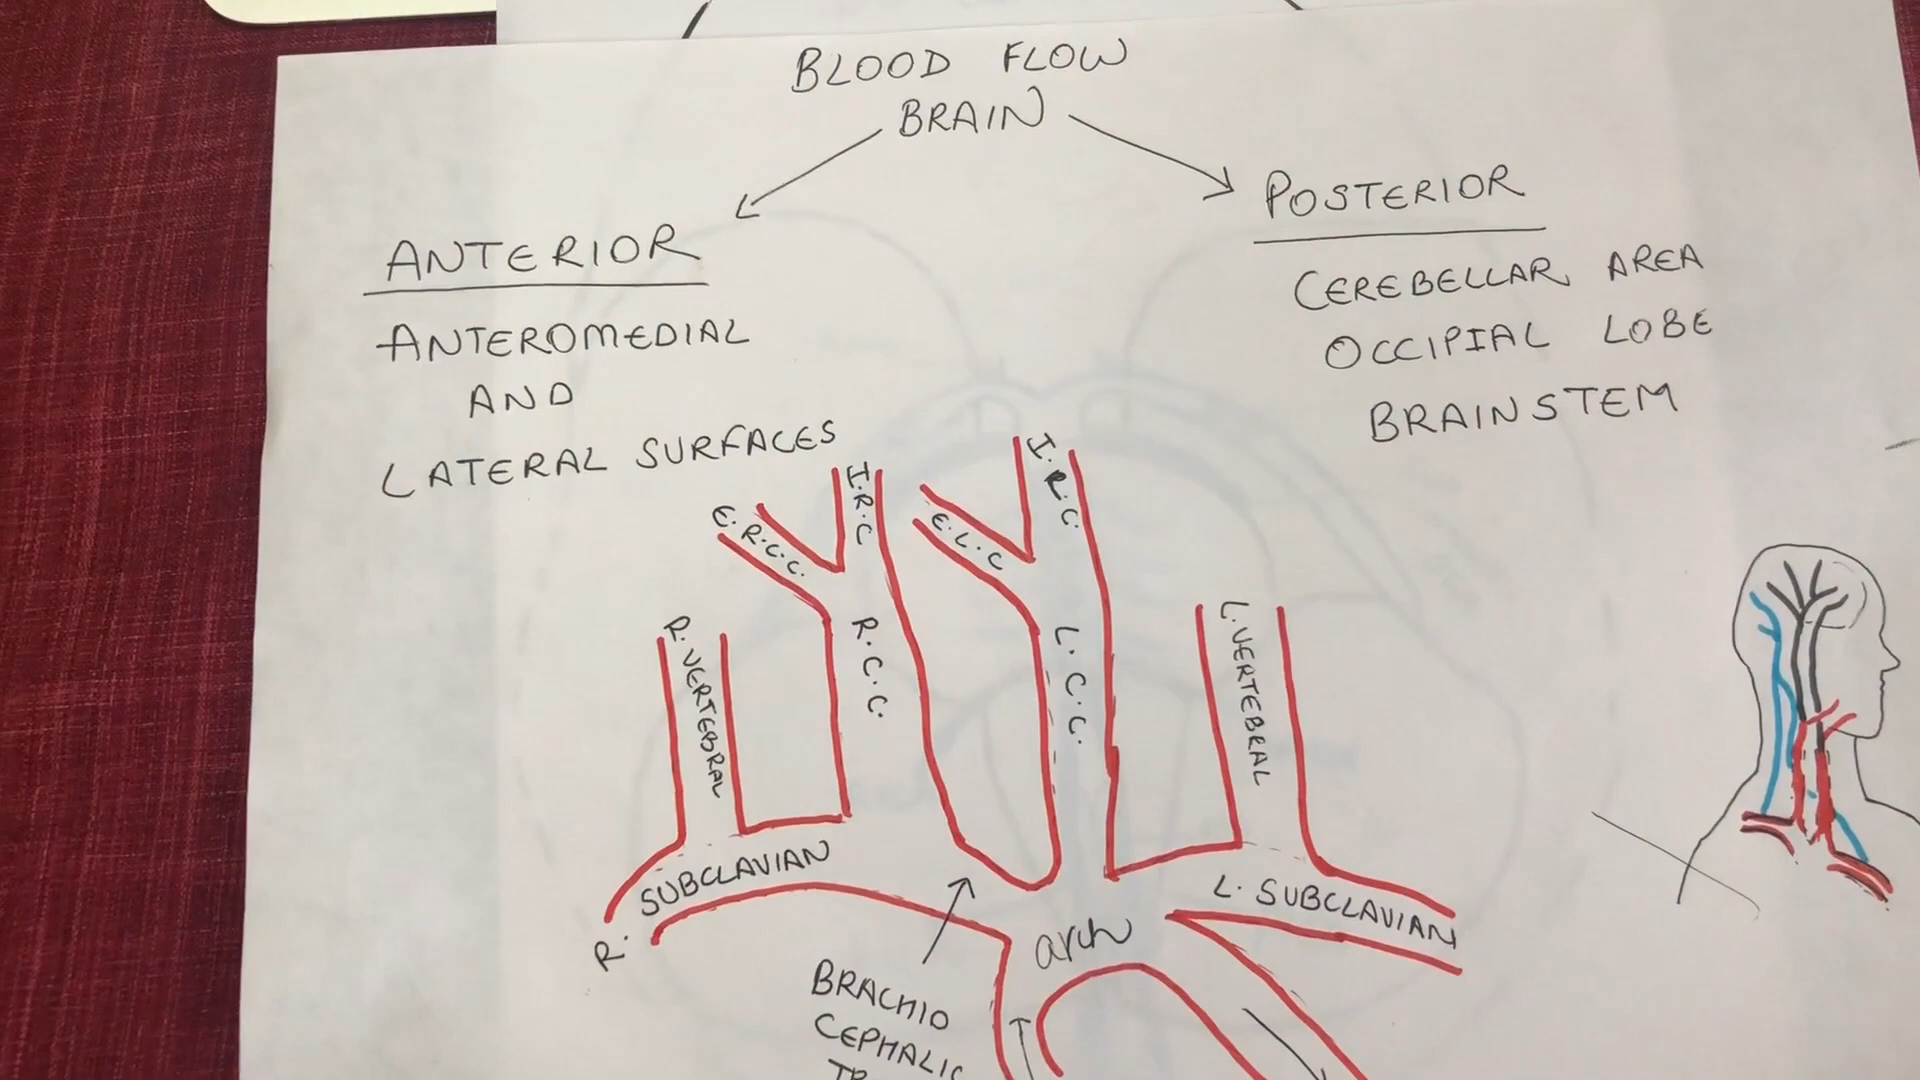 BLOOD FLOW
BRAIN
ANTERIOR
ANTEROMEDIAL
AND
LATERAL SURFACES
POSTERIOR
CEREBELLAR AREA
OCCIPIAL LOBE
BRAINSTEM
E.R.C.C.
I.R.C
E.L.C
R.C.C.
L.C.C.
R. VERTEBRAL
L. VERTEBRAL
R. SUBCLAVIAN
L. SUBCLAVIAN
arch
BRACHIO
CEPHALIC